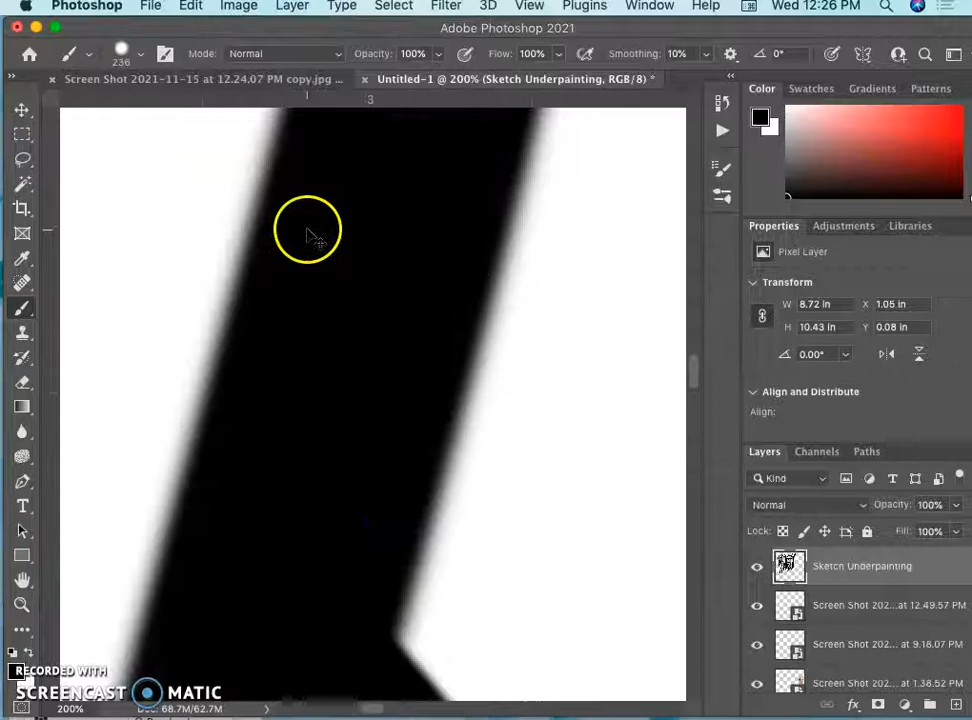 Photoshop File Edit Image Layer Type Select Filter 3D View Plugins Window Help Wed 12:26 PM
Adobe Photoshop 2021
236 Mode: Normal Opacity: 100% Flow: 100% Smoothing: 10% 0°
Screen Shot 2021-11-15 at 12.24.07 PM copy.jpg ... Untitled-1 @ 200% (Sketch Underpainting, RGB/8) *
3
Color Swatches Gradients Patterns
Properties Adjustments Libraries
Pixel Layer
Transform
W 8.72 in X 1.05 in
H 10.43 in Y 0.08 in
0.00°
Align and Distribute
Align:
Layers Channels Paths
Kind
Normal Opacity: 100%
Lock: Fill: 100%
Sketch Underpainting
Screen Shot 202...at 12.49.57 PM
Screen Shot 202... at 9.18.07 PM
Screen Shot 202... at 1.38.52 PM
RECORDED WITH
SCREENCAST MATIC
200% Doc: 68.7M/62.7M
fx